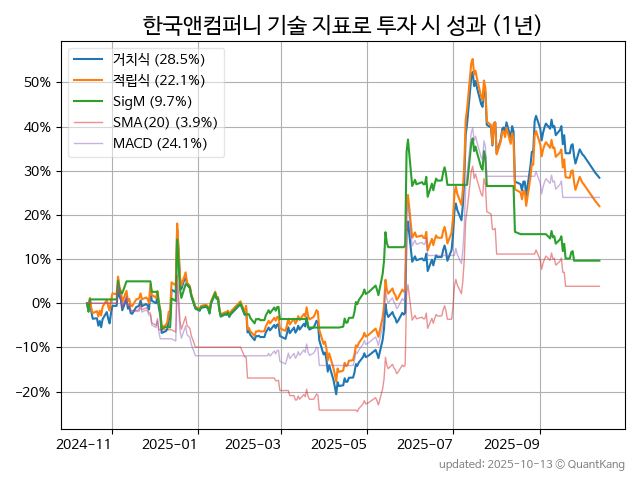 한국앤컴퍼니 기술 지표로 투자 시 성과 (1년)
거치식 (28.5%)
적립식 (22.1%)
SigM (9.7%)
SMA(20) (3.9%)
MACD (24.1%)
50%
40%
30%
20%
10%
0%
−10%
−20%
2024-11 2025-01 2025-03 2025-05 2025-07 2025-09
updated: 2025-10-13 ⓒ QuantKang